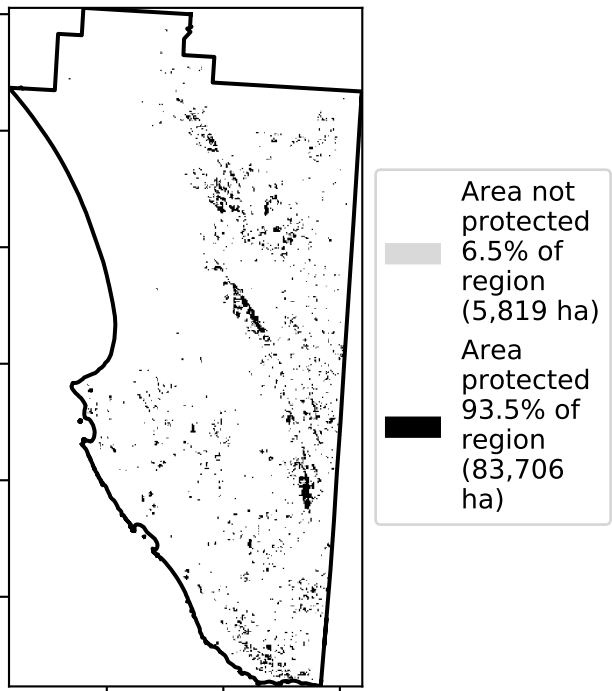 Area not
protected
6.5% of
region
(5,819 ha)
Area
protected
93.5% of
region
(83,706
ha)